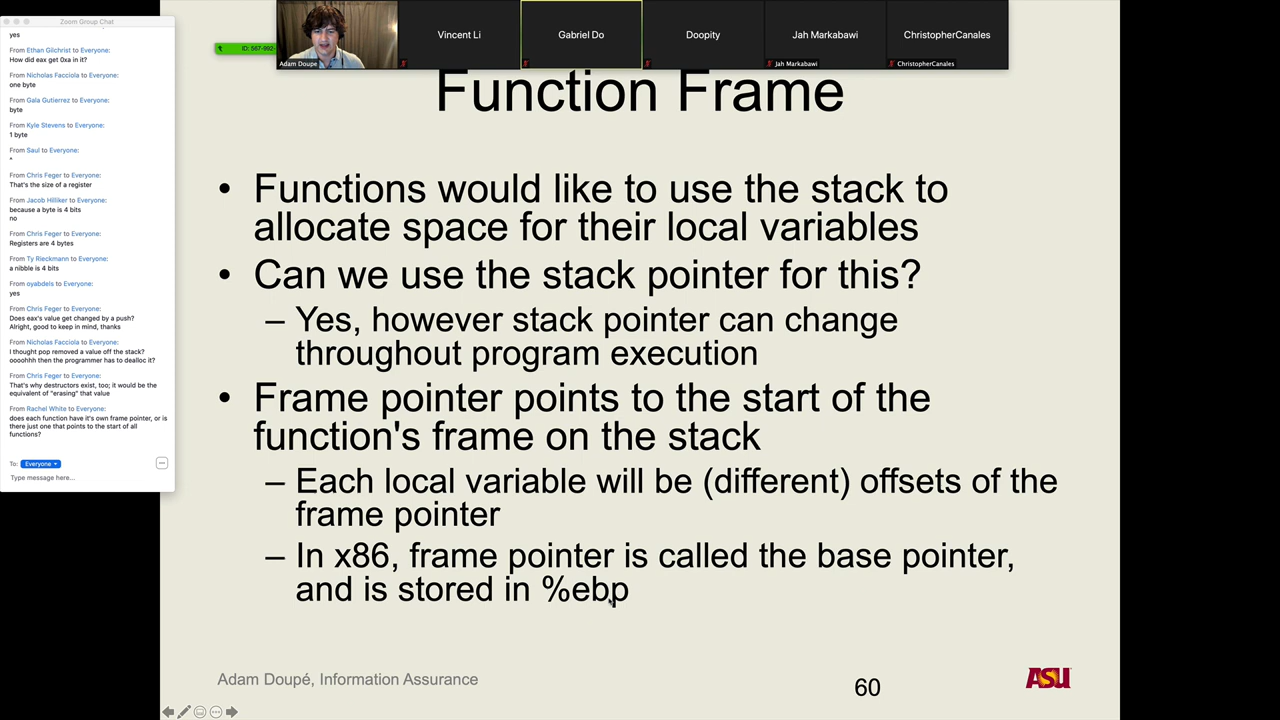 Zoom Group Chat
yes
From Ethan Gilchrist to Everyone:
How did eax get 0xa in it?
From Nicholas Facciola to Everyone:
one byte
From Gala Gutierrez to Everyone:
byte
From Kyle Stevens to Everyone:
1 byte
From Saul to Everyone:
^
From Chris Feger to Everyone:
That's the size of a register
From Jacob Hilliker to Everyone:
because a byte is 4 bits
no
From Chris Feger to Everyone:
Registers are 4 bytes
From Ty Rieckmann to Everyone:
a nibble is 4 bits
From oyabdels to Everyone:
yes
From Chris Feger to Everyone:
Does eax's value get changed by a push?
Alright, good to keep in mind, thanks
From Nicholas Facciola to Everyone:
I thought pop removed a value off the stack?
oooohhh then the programmer has to dealloc it?
From Chris Feger to Everyone:
That's why destructors exist, too; it would be the
equivalent of "erasing" that value
From Rachel White to Everyone:
does each function have it's own frame pointer, or is
there just one that points to the start of all
functions?
To: Everyone
Type message here...
ID: 567-992-
Adam Doupe
Vincent Li
Gabriel Do
Doopity
Jah Markabawi
Jah Markabawi
ChristopherCanales
ChristopherCanales
Function Frame
• Functions would like to use the stack to
allocate space for their local variables
• Can we use the stack pointer for this?
– Yes, however stack pointer can change
throughout program execution
• Frame pointer points to the start of the
function's frame on the stack
– Each local variable will be (different) offsets of the
frame pointer
– In x86, frame pointer is called the base pointer,
and is stored in %ebp
Adam Doupé, Information Assurance
60
ASU